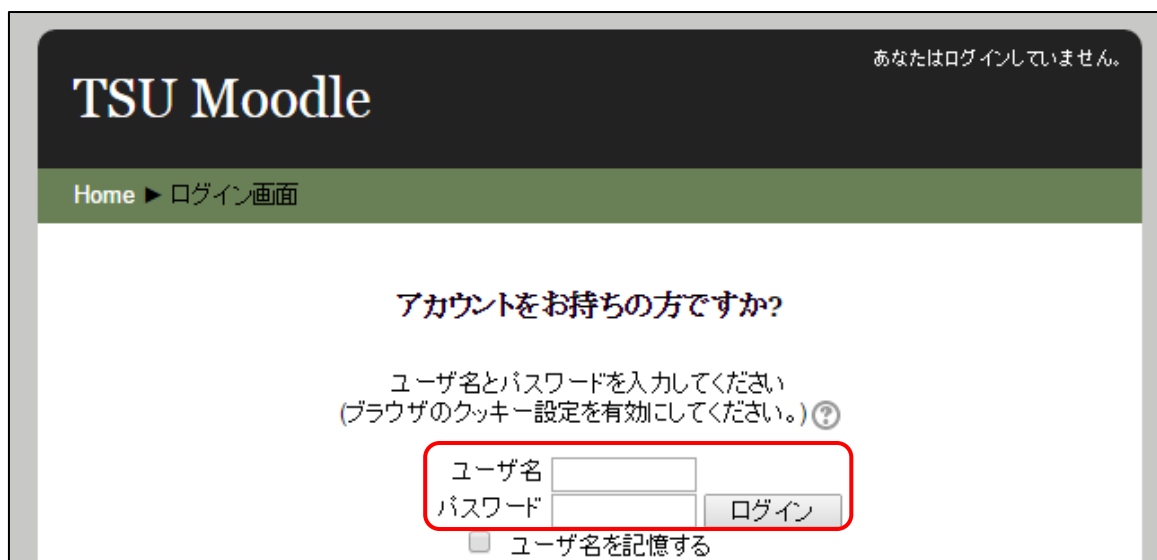 あなたはログインしていません。
TSU Moodle
Home ► ログイン画面
アカウントをお持ちの方ですか?
ユーザ名とパスワードを入力してください
(ブラウザのクッキー設定を有効にしてください。) ?
ユーザ名
パスワード ログイン
ユーザ名を記憶する